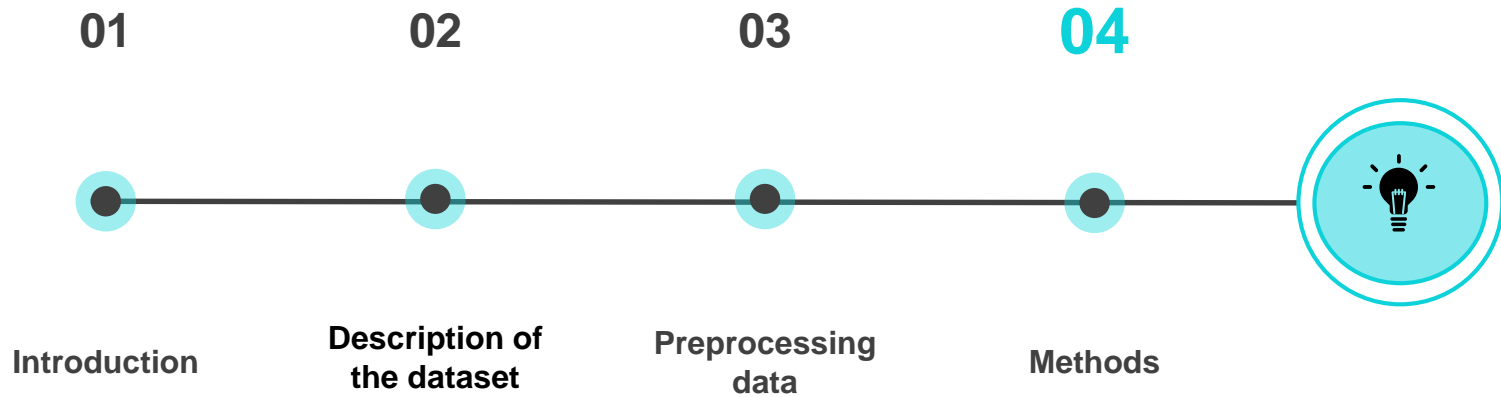 01
02
03
04
Introduction
Description of
the dataset
Preprocessing
data
Methods